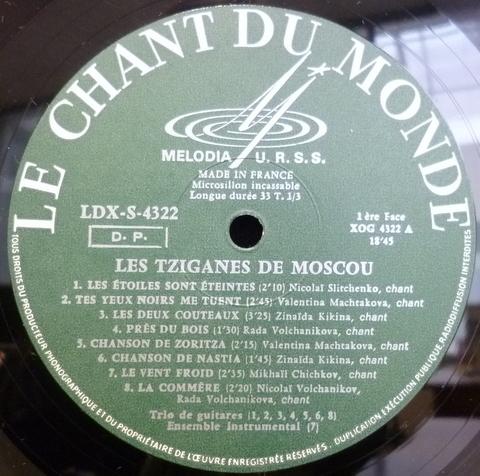 LE CHANT DU MONDE
MELODIA U.R.S.S.
MADE IN FRANCE
Microsillon incassable
Longue durée 33 T. 1/3
LDX-S-4322
D. P.
1ère Face
XOG 4322 A
18'45
LES TZIGANES DE MOSCOU
1. LES ÉTOILES SONT ÉTEINTES (2'10) Nicolaï Slitchenko, chant
2. TES YEUX NOIRS ME TUENT (2'45) Valentina Machtakova, chant
3. LES DEUX COUTEAUX (3'25) Zinaïda Kikina, chant
4. PRÈS DU BOIS (1'30) Rada Volchanikova, chant
5. CHANSON DE ZORITZA (2'15) Valentina Machtakova, chant
6. CHANSON DE NASTIA (1'45) Zinaïda Kikina, chant
7. LE VENT FROID (2'35) Mikhaïl Chichkov, chant
8. LA COMMÈRE (2'20) Nicolaï Volchanikov,
Rada Volchanikova, chant
Trio de guitares (1, 2, 3, 4, 5, 6, 8)
Ensemble instrumental (7)
TOUS DROITS DU PRODUCTEUR PHONOGRAPHIQUE ET DU PROPRIÉTAIRE DE L'ŒUVRE ENREGISTRÉE RÉSERVÉS. DUPLICATION EXÉCUTION PUBLIQUE, RADIODIFFUSION INTERDITES